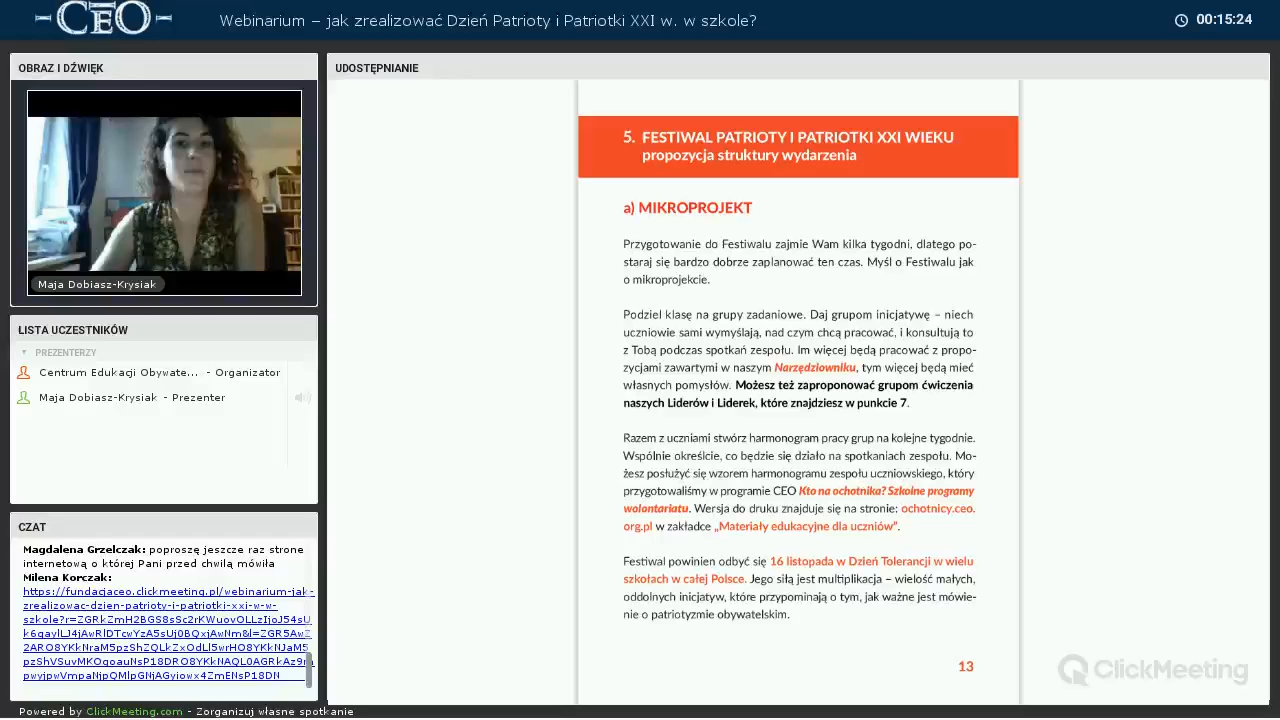 CEO
Webinarium – jak zrealizować Dzień Patrioty i Patriotki XXI w. w szkole?
00:15:24
OBRAZ I DŹWIĘK
Maja Dobiasz-Krysiak
LISTA UCZESTNIKÓW
PREZENTERZY
Centrum Edukacji Obywate... - Organizator
Maja Dobiasz-Krysiak - Prezenter
CZAT
Magdalena Grzelczak: poproszę jeszcze raz strone
internetową o której Pani przed chwilą mówiła
Milena Korczak:
https://fundacjaceo.clickmeeting.pl/webinarium-jak-
zrealizowac-dzien-patrioty-i-patriotki-xxi-w-w-
Powered by ClickMeeting.com - Zorganizuj własne spotkanie
UDOSTĘPNIANIE
5. FESTIWAL PATRIOTY I PATRIOTKI XXI WIEKU
propozycja struktury wydarzenia
a) MIKROPROJEKT
Przygotowanie do Festiwalu zajmie Wam kilka tygodni, dlatego po-
staraj się bardzo dobrze zaplanować ten czas. Myśl o Festiwalu jak
o mikroprojekcie.
Podziel klasę na grupy zadaniowe. Daj grupom inicjatywę – niech
uczniowie sami wymyślają, nad czym chcą pracować, i konsultują to
z Tobą podczas spotkań zespołu. Im więcej będą pracować z propo-
zycjami zawartymi w naszym Narzędziowniku, tym więcej będą mieć
własnych pomysłów. Możesz też zaproponować grupom ćwiczenia
naszych Liderów i Liderek, które znajdziesz w punkcie 7.
Razem z uczniami stwórz harmonogram pracy grup na kolejne tygodnie.
Wspólnie określcie, co będzie się działo na spotkaniach zespołu. Mo-
żesz posłużyć się wzorem harmonogramu zespołu uczniowskiego, który
przygotowaliśmy w programie CEO Kto na ochotnika? Szkolne programy
wolontariatu. Wersja do druku znajduje się na stronie: ochotnicy.ceo.
org.pl w zakładce „Materiały edukacyjne dla uczniów”.
Festiwal powinien odbyć się 16 listopada w Dzień Tolerancji w wielu
szkołach w całej Polsce. Jego siłą jest multiplikacja – wielość małych,
oddolnych inicjatyw, które przypominają o tym, jak ważne jest mówie-
nie o patriotyzmie obywatelskim.
13
ClickMeeting